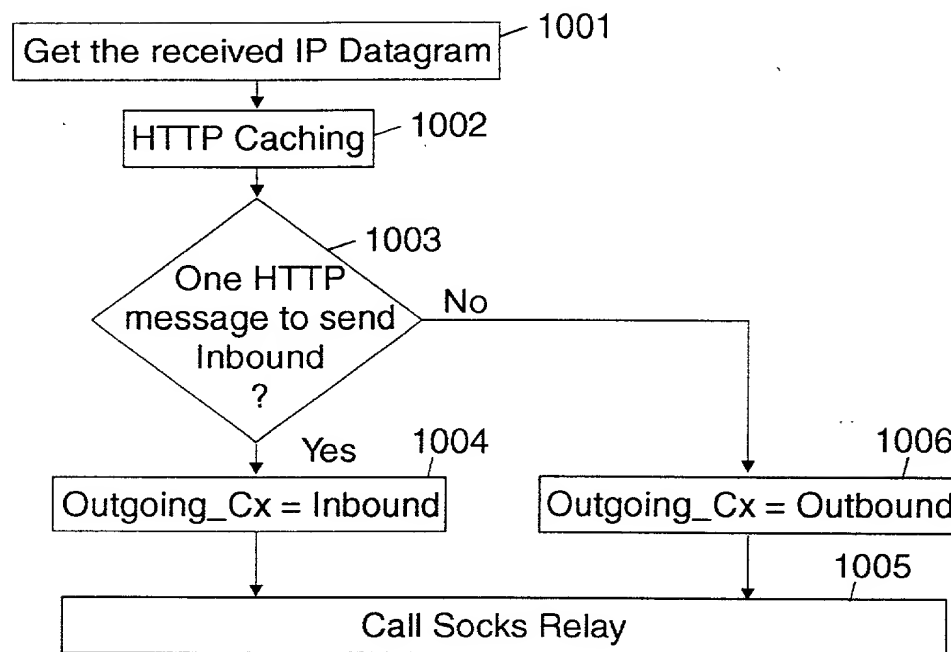 1001
Get the received IP Datagram
1002
HTTP Caching
1003
One HTTP
message to send
Inbound
?
No
Yes
1004
Outgoing_Cx = Inbound
1006
Outgoing_Cx = Outbound
1005
Call Socks Relay